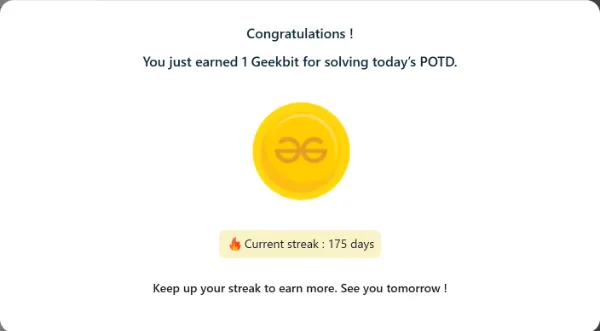 Congratulations !
You just earned 1 Geekbit for solving today's POTD.
🔥 Current streak : 175 days
Keep up your streak to earn more. See you tomorrow !